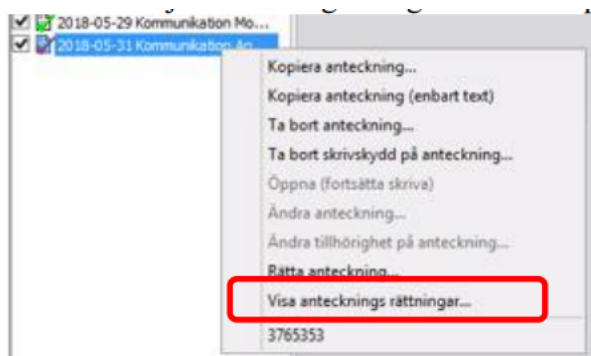 2018-05-29 Kommunikation Mo...
2018-05-31 Kommunikation An...
Kopiera anteckning...
Kopiera anteckning (enbart text)
Ta bort anteckning...
Ta bort skrivskydd på anteckning...
Öppna (fortsätta skriva)
Ändra anteckning...
Ändra tillhörighet på anteckning...
Rätta anteckning...
Visa antecknings rättningar...
3765353